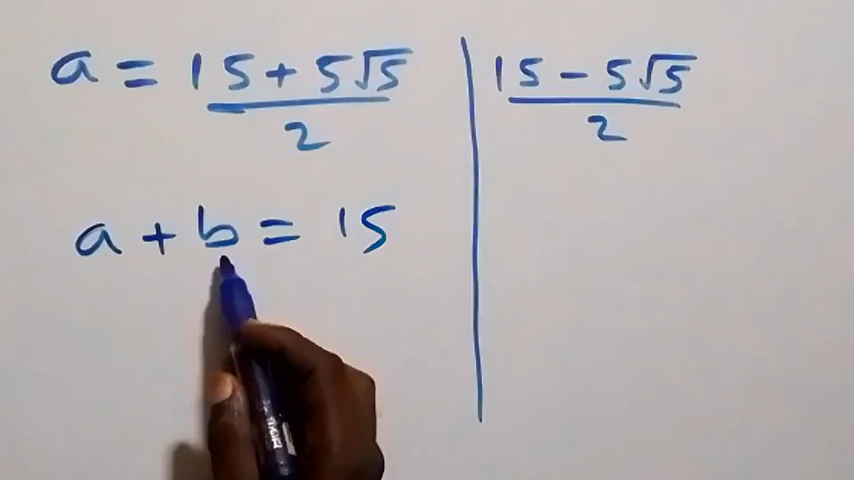 a = (15 + 5√5)/2 | (15 - 5√5)/2
a + b = 15